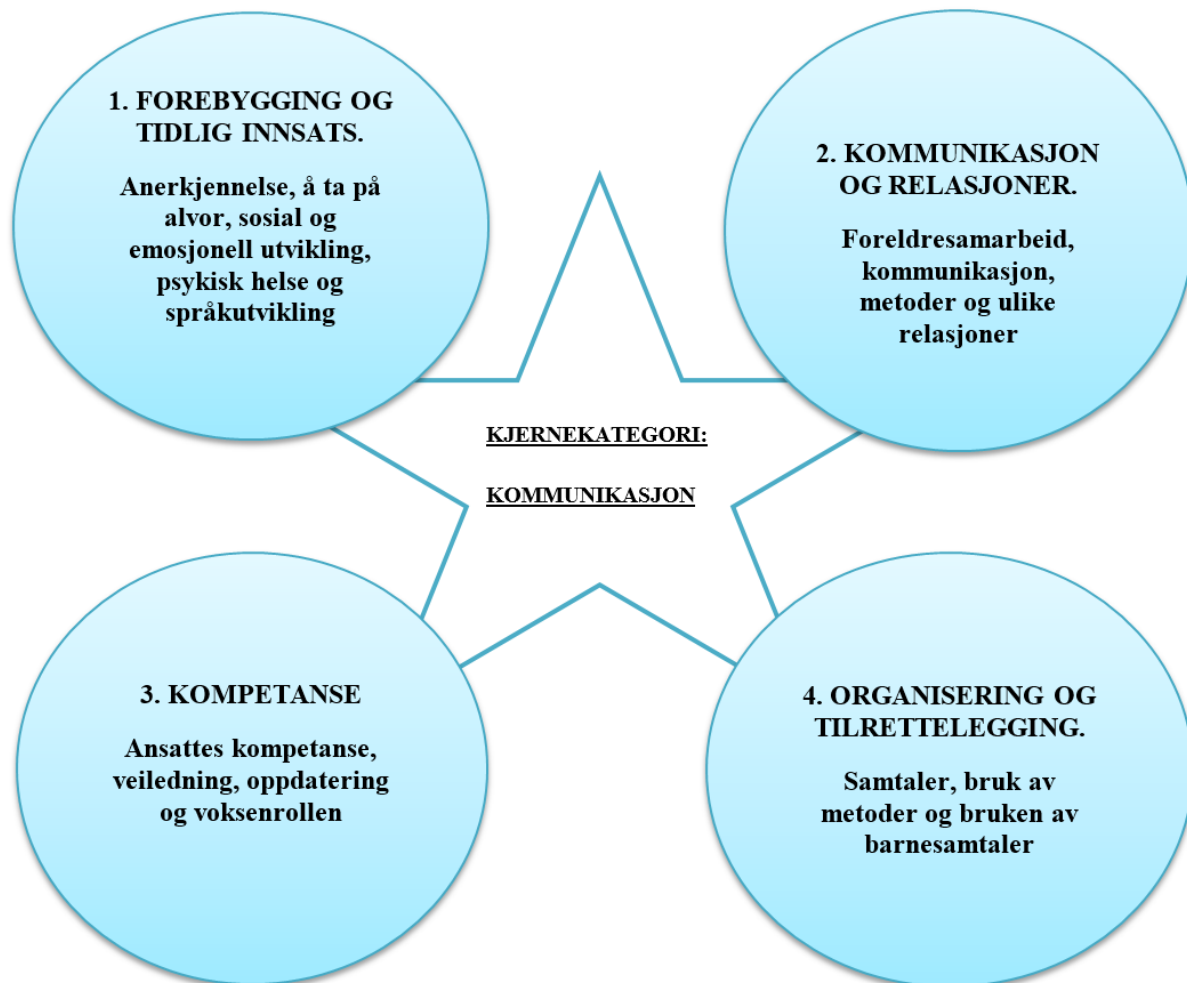 1. FOREBYGGING OG
TIDLIG INNSATS.
Anerkjennelse, å ta på
alvor, sosial og
emosjonell utvikling,
psykisk helse og
språkutvikling
2. KOMMUNIKASJON
OG RELASJONER.
Foreldresamarbeid,
kommunikasjon,
metoder og ulike
relasjoner
KJERNEKATEGORI:
KOMMUNIKASJON
3. KOMPETANSE
Ansattes kompetanse,
veiledning, oppdatering
og voksenrollen
4. ORGANISERING OG
TILRETTELEGGING.
Samtaler, bruk av
metoder og bruken av
barnesamtaler